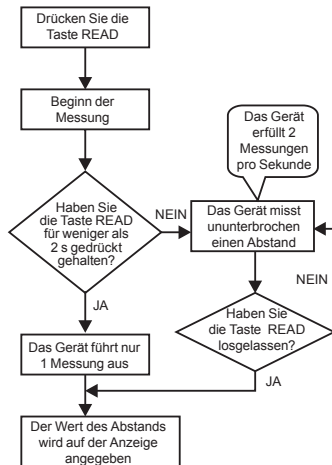 Drücken Sie die
Taste READ
Beginn der
Messung
Das Gerät
erfüllt 2
Messungen
pro Sekunde
Haben Sie
die Taste READ
für weniger als
2 s gedrückt
gehalten?
NEIN
Das Gerät misst
ununterbrochen
einen Abstand
NEIN
JA
Haben Sie
die Taste READ
losgelassen?
Das Gerät führt nur
1 Messung aus
JA
Der Wert des Abstands
wird auf der Anzeige
angegeben